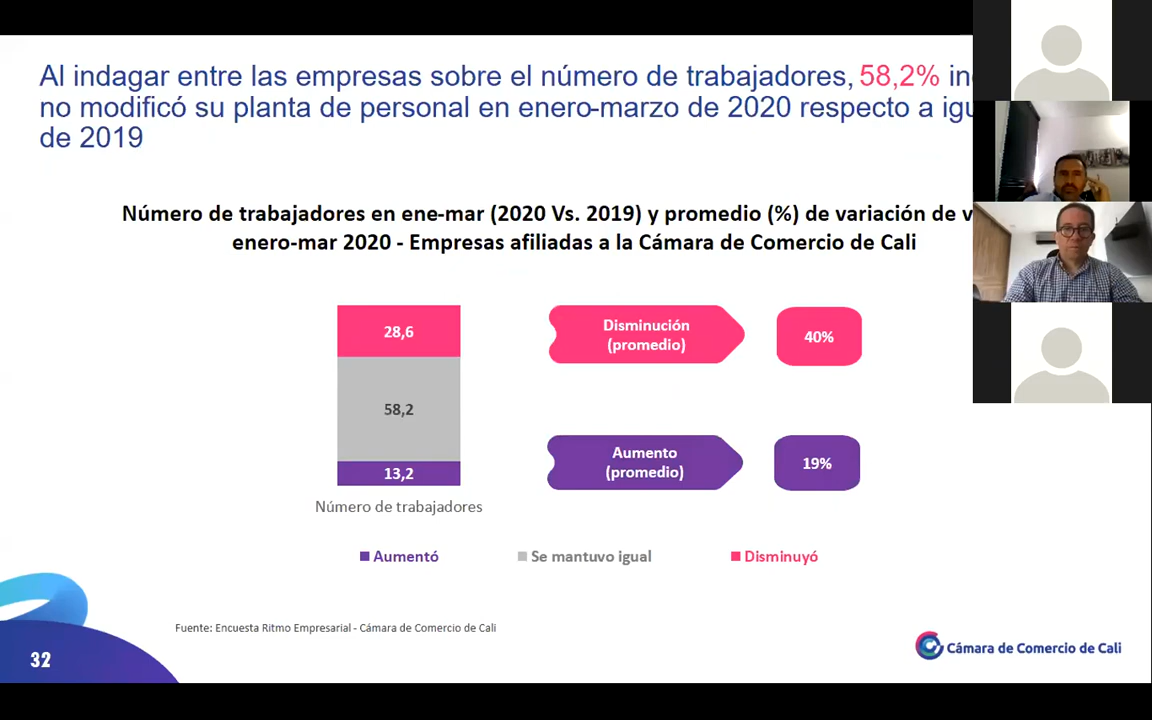 Al indagar entre las empresas sobre el número de trabajadores, 58,2%
no modificó su planta de personal en enero-marzo de 2020 respecto a
de 2019
Número de trabajadores en ene-mar (2020 Vs. 2019) y promedio (%) de variación de
enero-mar 2020 - Empresas afiliadas a la Cámara de Comercio de Cali
28,6
Disminución
(promedio)
40%
58,2
Aumento
(promedio)
19%
13,2
Número de trabajadores
Aumentó
Se mantuvo igual
Disminuyó
Fuente: Encuesta Ritmo Empresarial - Cámara de Comercio de Cali
32
Cámara de Comercio de Cali